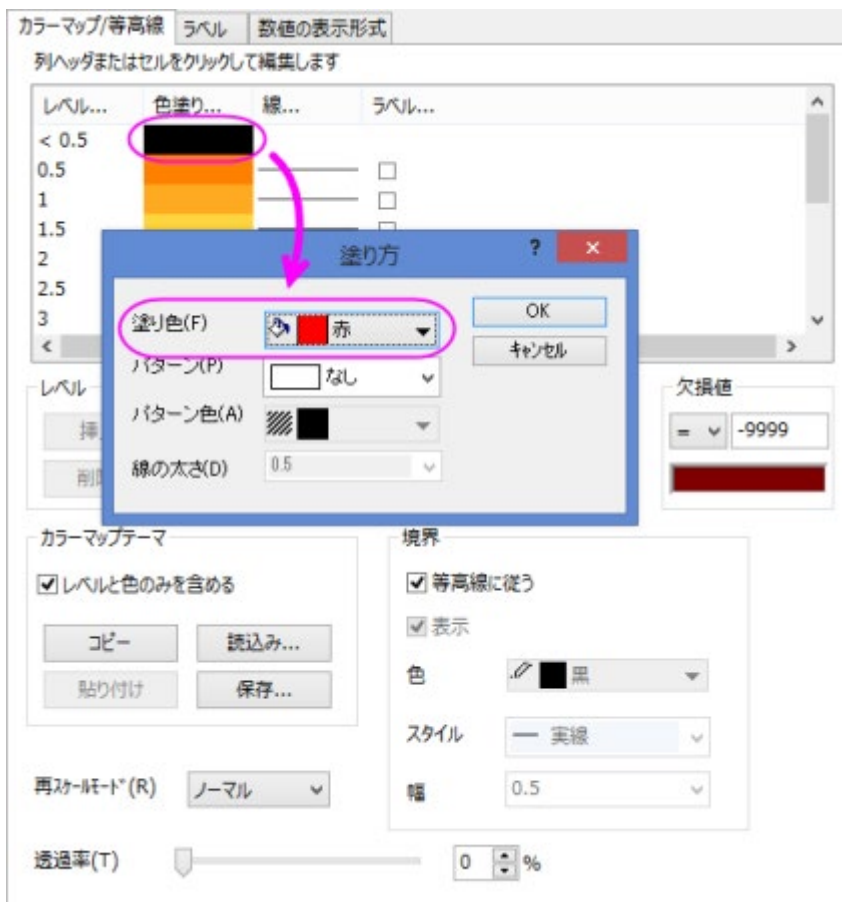 カラーマップ/等高線 ラベル 数値の表示形式
列ヘッダまたはセルをクリックして編集します
レベル... 色塗り... 線... ラベル...
< 0.5
0.5
1
1.5
2
2.5
3
塗り方 ? ×
塗り色(F) 赤
パターン(P) なし
パターン色(A)
線の太さ(D) 0.5
OK
キャンセル
レベル
挿
削除
欠損値
= -9999
カラーマップテーマ
レベルと色のみを含める
コピー 読込み...
貼り付け 保存...
境界
等高線に従う
表示
色 黒
スタイル 実線
幅 0.5
再スケールモード(R) ノーマル
透過率(T) 0 %